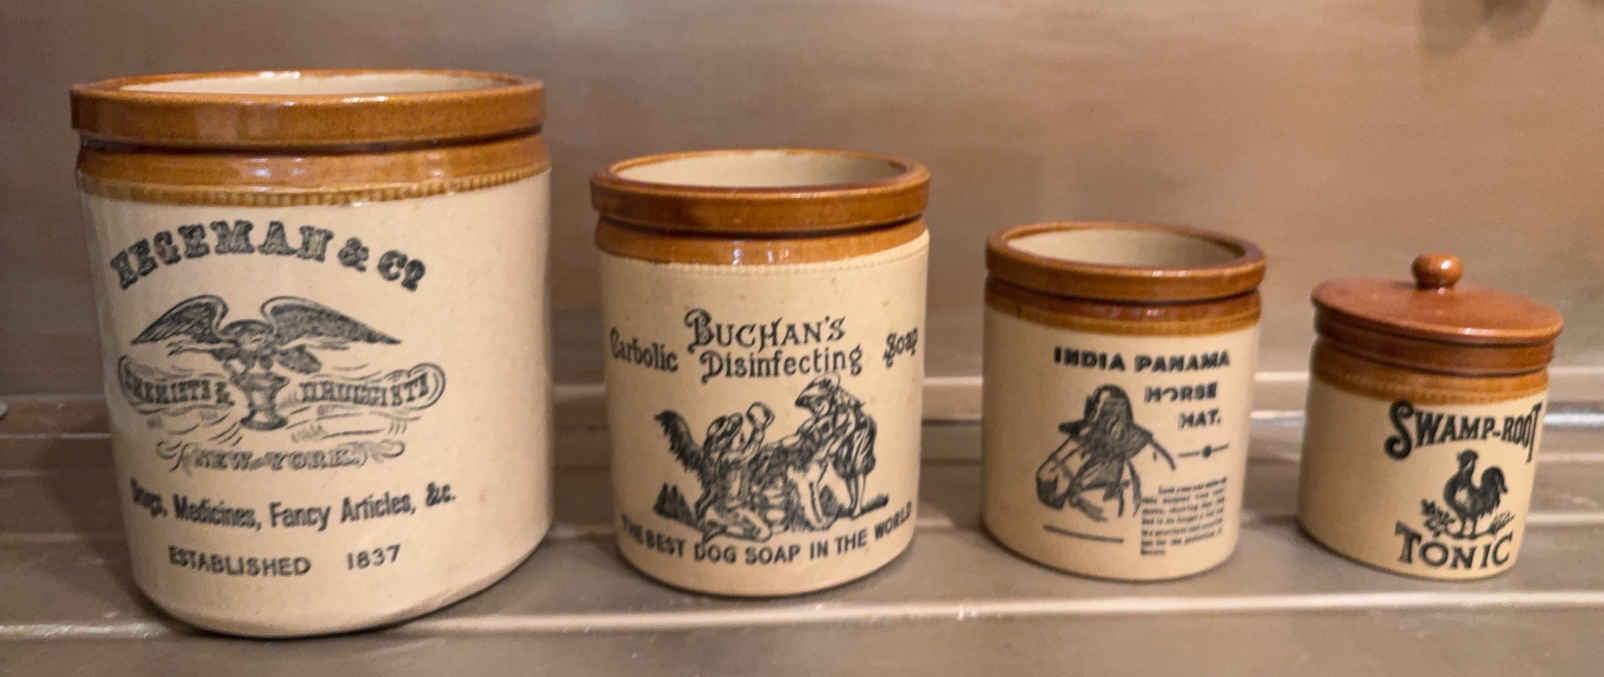 HEGEMAN & Co
CHEMISTS & DRUGGISTS
NEW-YORK.
Drugs, Medicines, Fancy Articles, &c.
ESTABLISHED 1837
BUCHAN'S
Carbolic Disinfecting Soap
THE BEST DOG SOAP IN THE WORLD
INDIA PANAMA
HORSE
HAT.
SWAMP-ROOT
TONIC